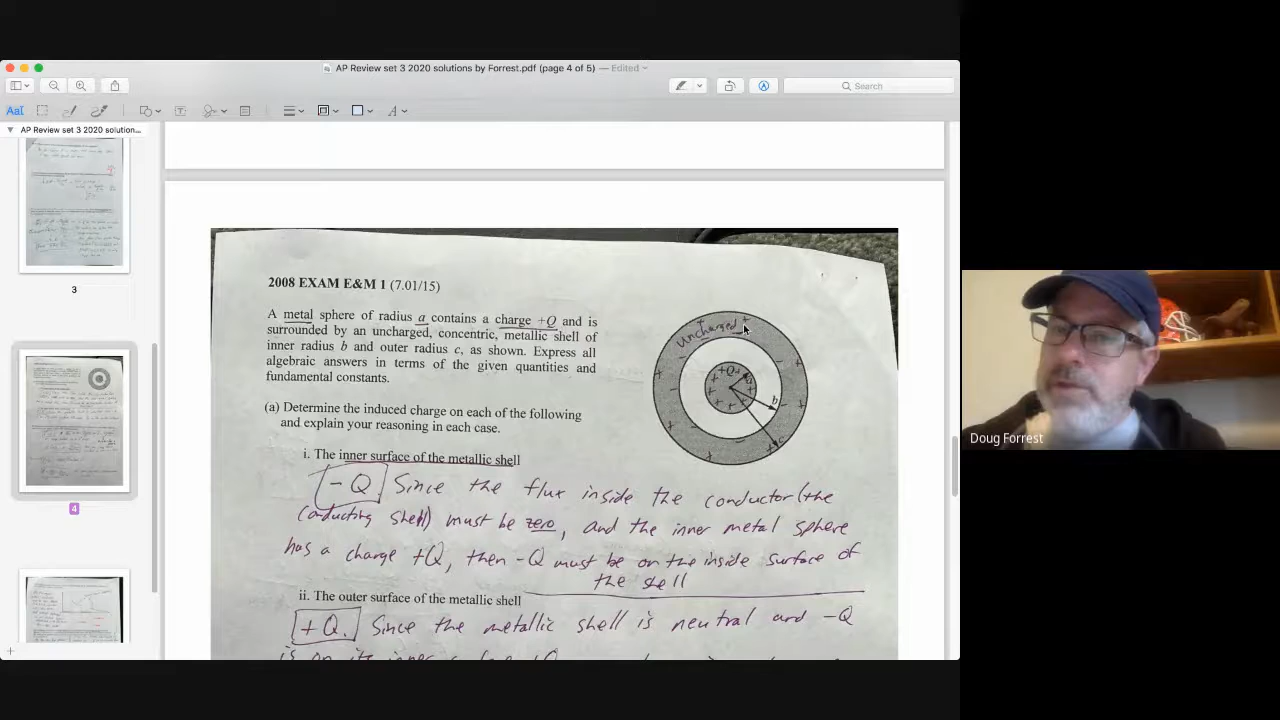 AP Review set 3 2020 solutions by Forrest.pdf (page 4 of 5) — Edited
Search
AP Review set 3 2020 solution...
3
4
2008 EXAM E&M 1 (7.01/15)
A metal sphere of radius a contains a charge +Q and is
surrounded by an uncharged, concentric, metallic shell of
inner radius b and outer radius c, as shown. Express all
algebraic answers in terms of the given quantities and
fundamental constants.
Uncharged
+Q
a
b
c
(a) Determine the induced charge on each of the following
and explain your reasoning in each case.
i. The inner surface of the metallic shell
-Q Since the flux inside the conductor (the
conducting shell) must be zero, and the inner metal sphere
has a charge +Q, then -Q must be on the inside surface of
the shell
ii. The outer surface of the metallic shell
+Q. Since the metallic shell is neutral and -Q
is on its inner
Doug Forrest